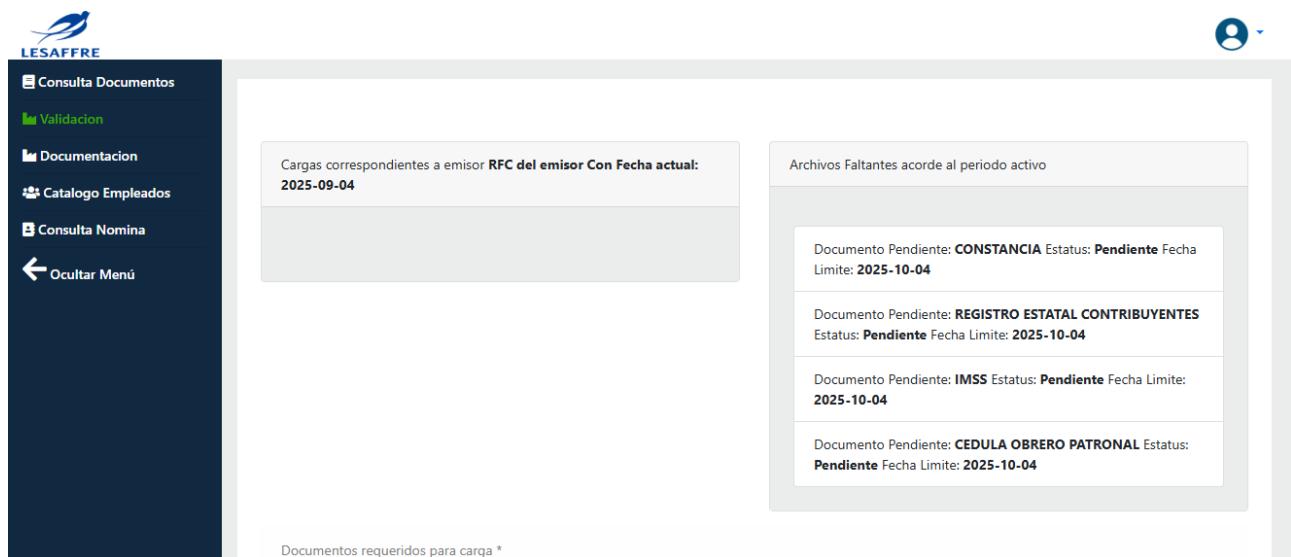 LESAFFRE
Consulta Documentos
Validacion
Documentacion
Catalogo Empleados
Consulta Nomina
Ocultar Menú
Cargas correspondientes a emisor RFC del emisor Con Fecha actual:
2025-09-04
Archivos Faltantes acorde al periodo activo
Documento Pendiente: CONSTANCIA Estatus: Pendiente Fecha
Limite: 2025-10-04
Documento Pendiente: REGISTRO ESTATAL CONTRIBUYENTES
Estatus: Pendiente Fecha Limite: 2025-10-04
Documento Pendiente: IMSS Estatus: Pendiente Fecha Limite:
2025-10-04
Documento Pendiente: CEDULA OBRERO PATRONAL Estatus:
Pendiente Fecha Limite: 2025-10-04
Documentos requeridos para carga *